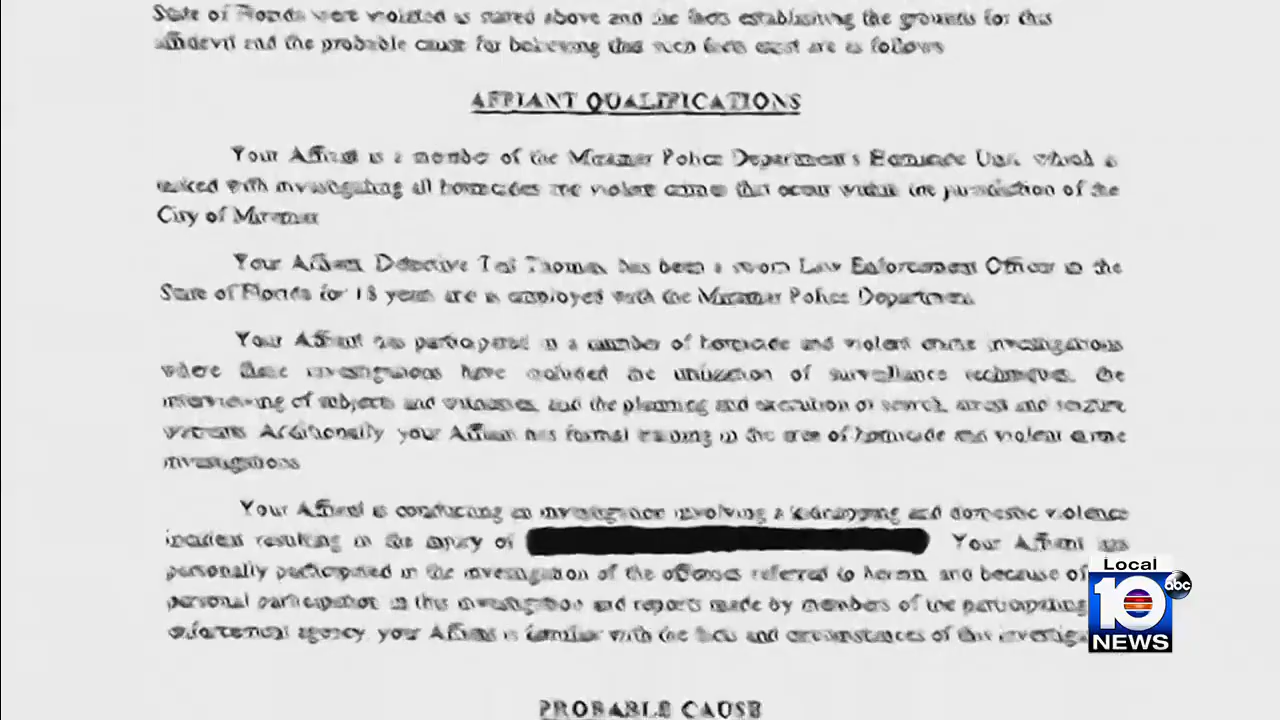 State of Florida were violated as stated above and the facts establishing the grounds for this
affidavit and the probable cause for believing that such facts exist are as follows
AFFIANT QUALIFICATIONS
Your Affiant is a member of the Miramar Police Department's Homicide Unit, which is
tasked with investigating all homicides and violent crimes that occur within the jurisdiction of the
City of Miramar
Your Affiant, Detective Thomas, has been a sworn Law Enforcement Officer in the
State of Florida for 18 years and is employed with the Miramar Police Department.
Your Affiant has participated in a number of homicide and violent crime investigations
where these investigations have included the utilization of surveillance techniques, the
interviewing of subjects and witnesses, and the planning and execution of search, arrest and seizure
warrants Additionally your Affiant has formal training in the area of homicide and violent crime
investigations
Your Affiant is conducting an investigation involving a kidnapping and domestic violence
incident resulting in the injury of Your Affiant has
personally participated in the investigation of the offenses referred to herein, and because of
personal participation in this investigation and reports made by members of the participating
enforcement agency, your Affiant is familiar with the facts and circumstances of this investig
PROBABLE CAUSE
Local
10
abc
NEWS